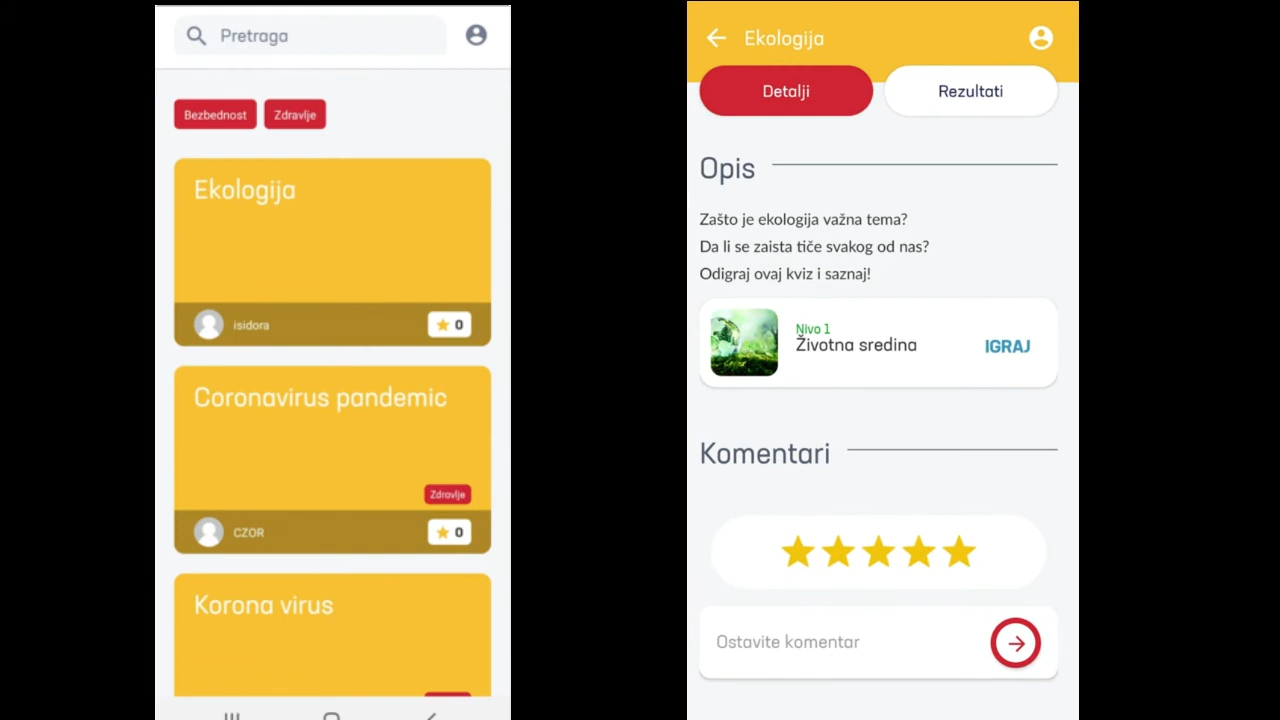 Pretraga
Bezbednost
Zdravlje
Ekologija
isidora
0
Coronavirus pandemic
Zdravlje
CZOR
0
Korona virus
Ekologija
Detalji
Rezultati
Opis
Zašto je ekologija važna tema?
Da li se zaista tiče svakog od nas?
Odigraj ovaj kviz i saznaj!
Nivo 1
Životna sredina
IGRAJ
Komentari
Ostavite komentar